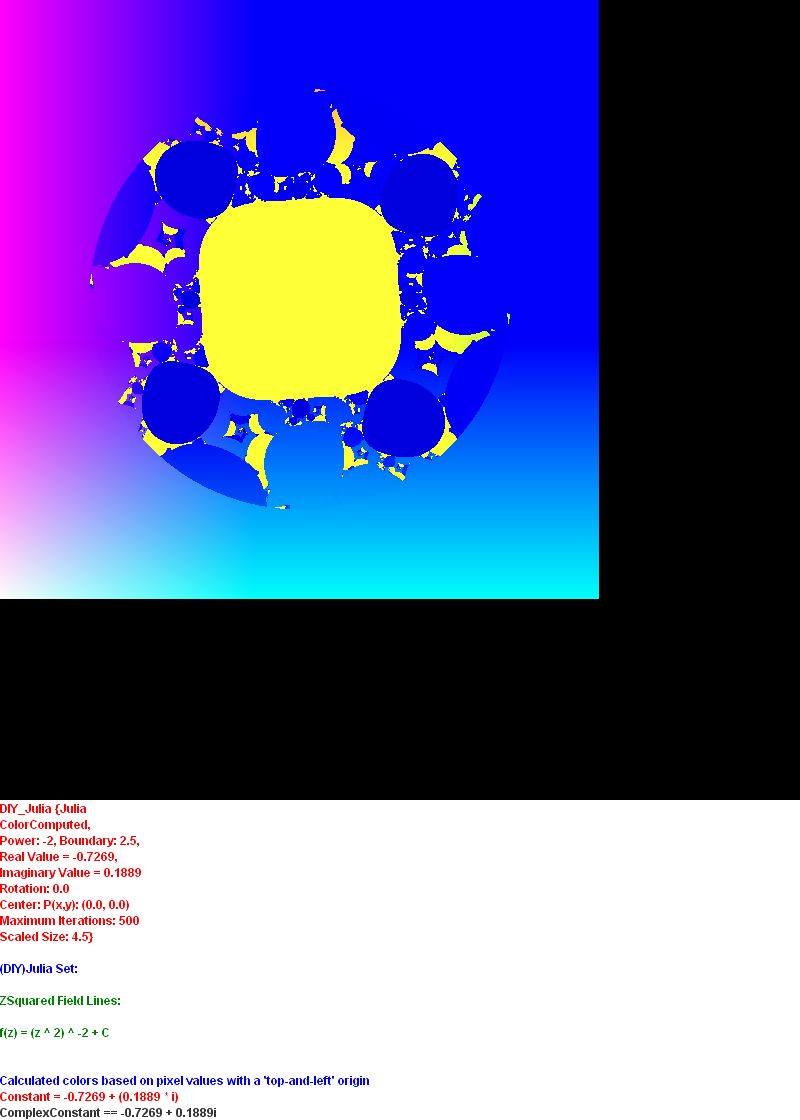 DIY_Julia {Julia
ColorComputed,
Power: -2, Boundary: 2.5,
Real Value = -0.7269,
Imaginary Value = 0.1889
Rotation: 0.0
Center: P(x,y): (0.0, 0.0)
Maximum Iterations: 500
Scaled Size: 4.5}
(DIY)Julia Set:
ZSquared Field Lines:
f(z) = (z ^ 2) ^ -2 + C
Calculated colors based on pixel values with a 'top-and-left' origin
Constant = -0.7269 + (0.1889 * i)
ComplexConstant == -0.7269 + 0.1889i